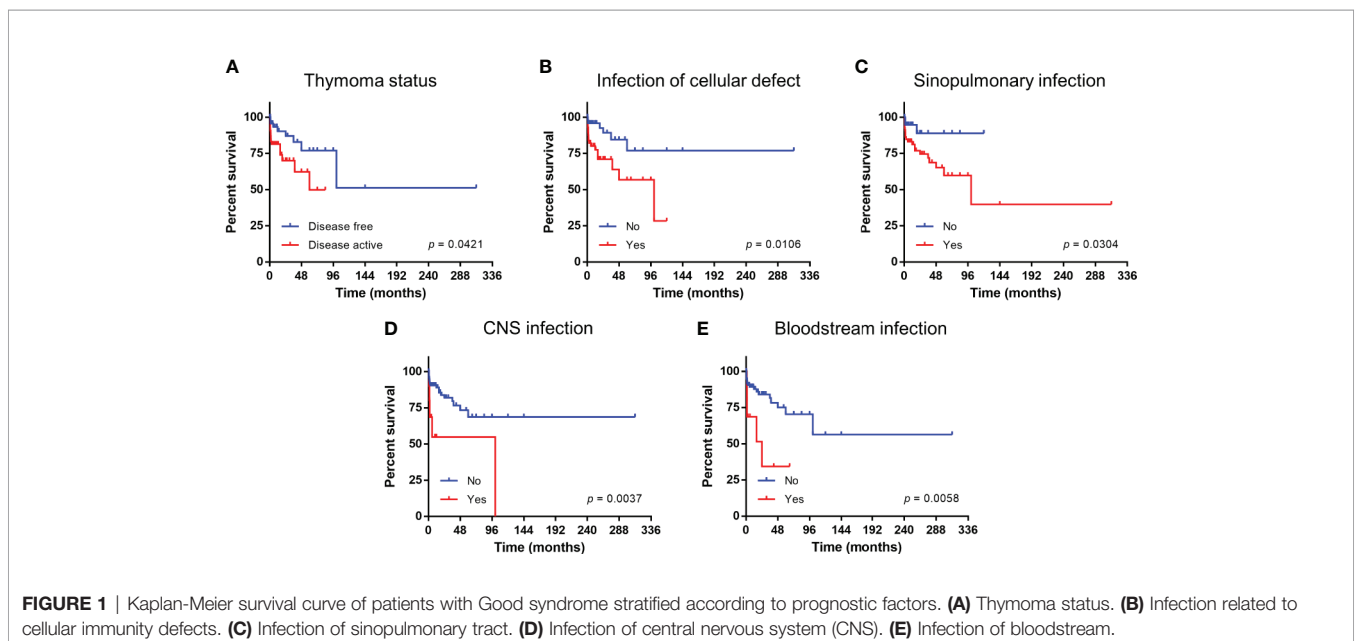 A Thymoma status
Percent survival
100
75
50
25
0
Disease free
Disease active
p = 0.0421
0 48 96 144 192 240 288 336
Time (months)
B Infection of cellular defect
Percent survival
100
75
50
25
0
No
Yes
p = 0.0106
0 48 96 144 192 240 288 336
Time (months)
C Sinopulmonary infection
Percent survival
100
75
50
25
0
No
Yes
p = 0.0304
0 48 96 144 192 240 288 336
Time (months)
D CNS infection
Percent survival
100
75
50
25
0
No
Yes
p = 0.0037
0 48 96 144 192 240 288 336
Time (months)
E Bloodstream infection
Percent survival
100
75
50
25
0
No
Yes
p = 0.0058
0 48 96 144 192 240 288 336
Time (months)
FIGURE 1 | Kaplan-Meier survival curve of patients with Good syndrome stratified according to prognostic factors. (A) Thymoma status. (B) Infection related to
cellular immunity defects. (C) Infection of sinopulmonary tract. (D) Infection of central nervous system (CNS). (E) Infection of bloodstream.